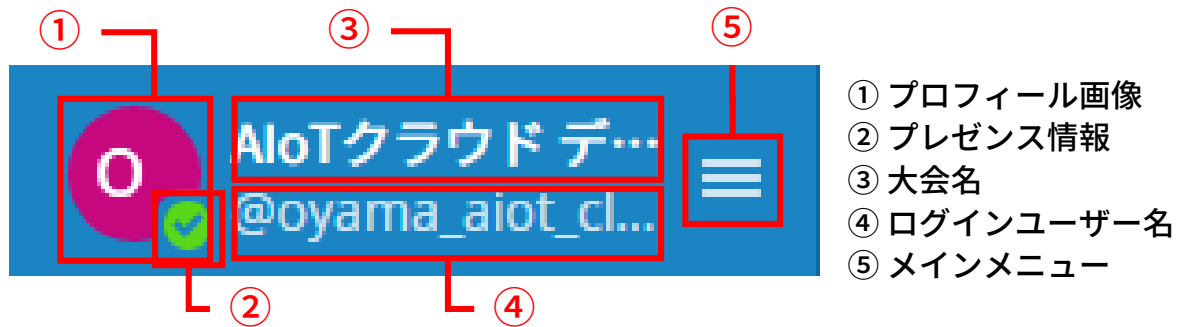 ① ③ ⑤
O
AIoTクラウド デ…
@oyama_aiot_cl...
② ④
① プロフィール画像
② プレゼンス情報
③ 大会名
④ ログインユーザー名
⑤ メインメニュー